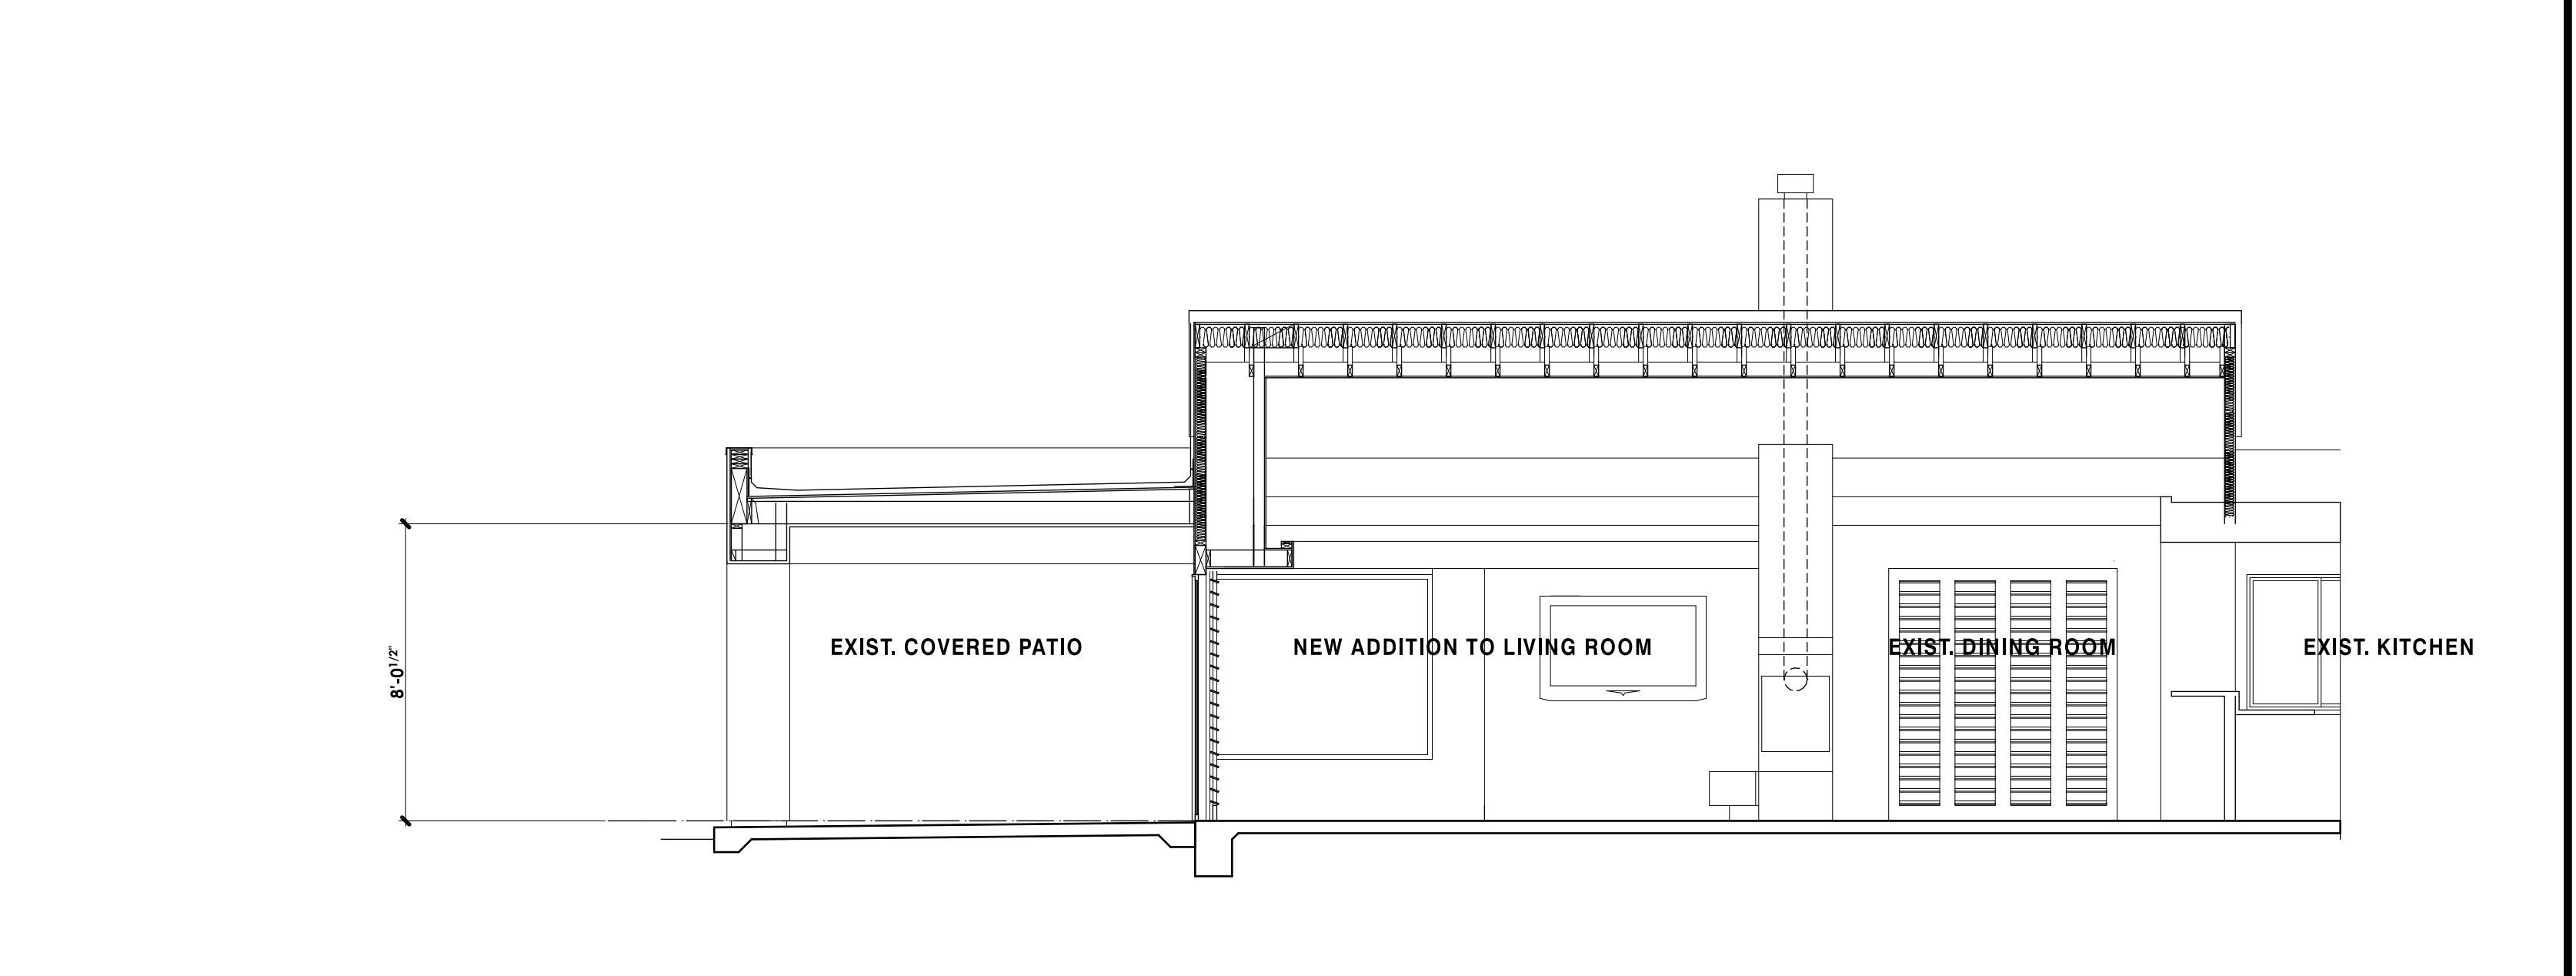 EXIST. COVERED PATIO
NEW ADDITION TO LIVING ROOM
EXIST. DINING ROOM
EXIST. KITCHEN
8'-0 1/2"